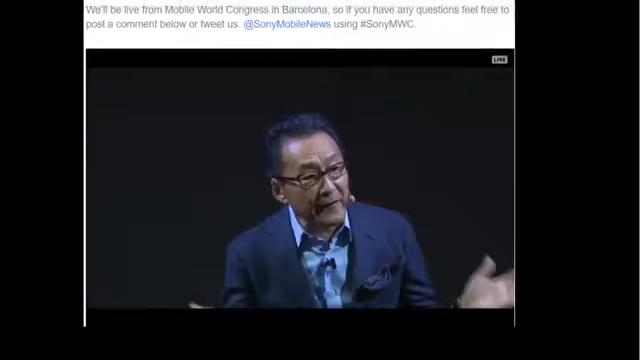 We'll be live from Mobile World Congress in Barcelona, so if you have any questions feel free to
post a comment below or tweet us @SonyMobileNews using #SonyMWC.
LIVE